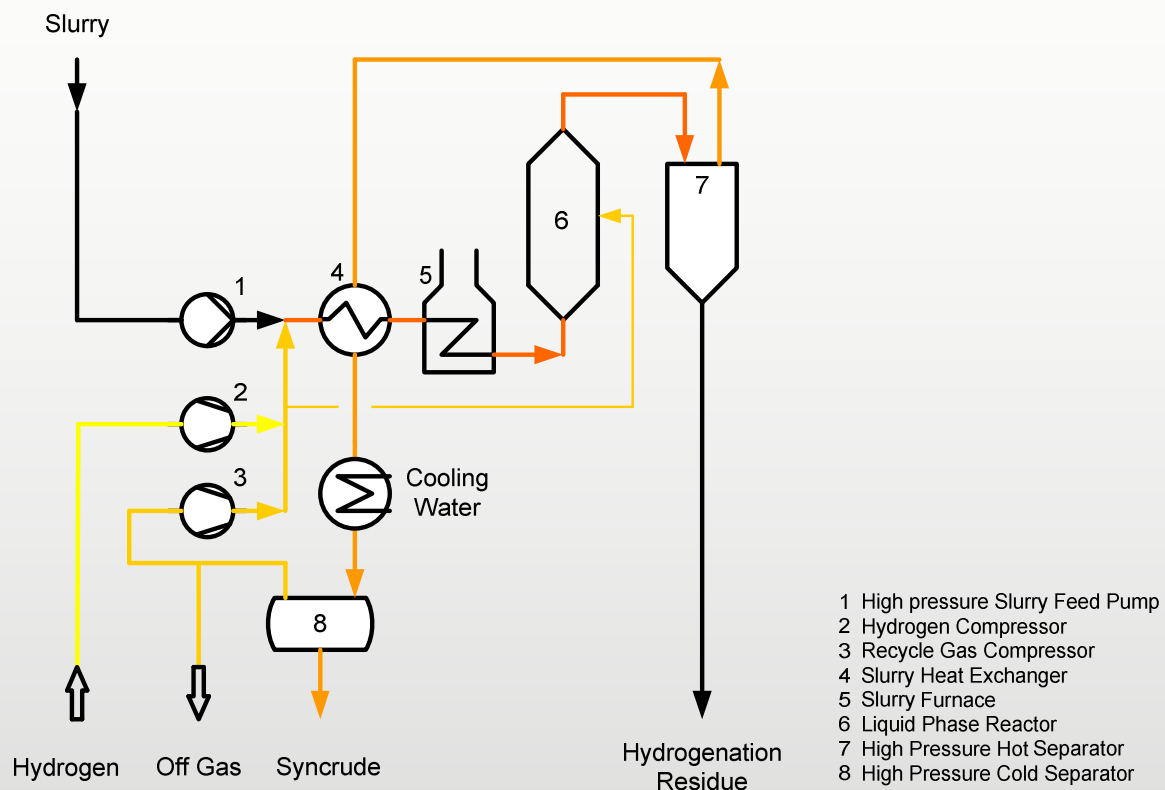 Slurry
1
2
3
4
5
6
7
8
Cooling
Water
Hydrogen
Off Gas
Syncrude
Hydrogenation
Residue
1 High pressure Slurry Feed Pump
2 Hydrogen Compressor
3 Recycle Gas Compressor
4 Slurry Heat Exchanger
5 Slurry Furnace
6 Liquid Phase Reactor
7 High Pressure Hot Separator
8 High Pressure Cold Separator